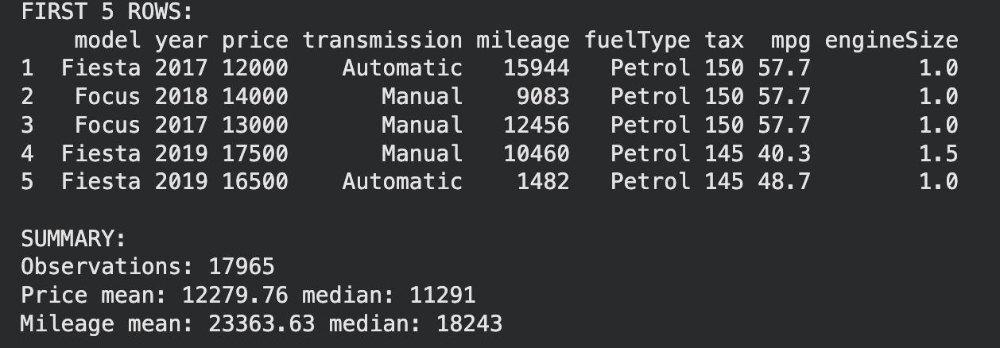 FIRST 5 ROWS:
model year price transmission mileage fuelType tax mpg engineSize
1 Fiesta 2017 12000 Automatic 15944 Petrol 150 57.7 1.0
2 Focus 2018 14000 Manual 9083 Petrol 150 57.7 1.0
3 Focus 2017 13000 Manual 12456 Petrol 150 57.7 1.0
4 Fiesta 2019 17500 Manual 10460 Petrol 145 40.3 1.5
5 Fiesta 2019 16500 Automatic 1482 Petrol 145 48.7 1.0
SUMMARY:
Observations: 17965
Price mean: 12279.76 median: 11291
Mileage mean: 23363.63 median: 18243